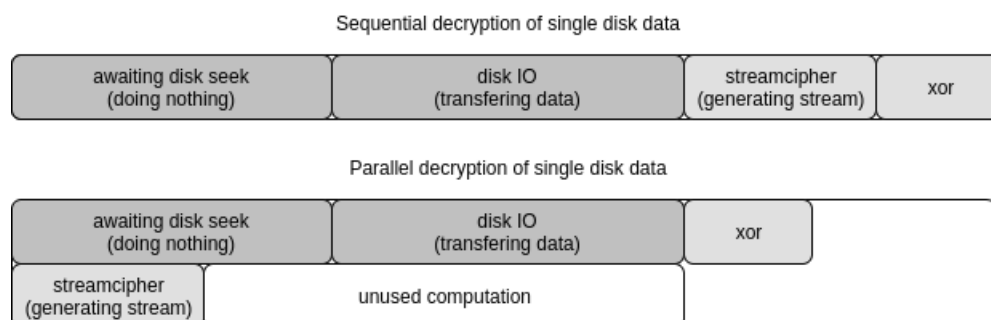 Sequential decryption of single disk data
awaiting disk seek
(doing nothing)
disk IO
(transfering data)
streamcipher
(generating stream)
xor
Parallel decryption of single disk data
awaiting disk seek
(doing nothing)
disk IO
(transfering data)
xor
streamcipher
(generating stream)
unused computation